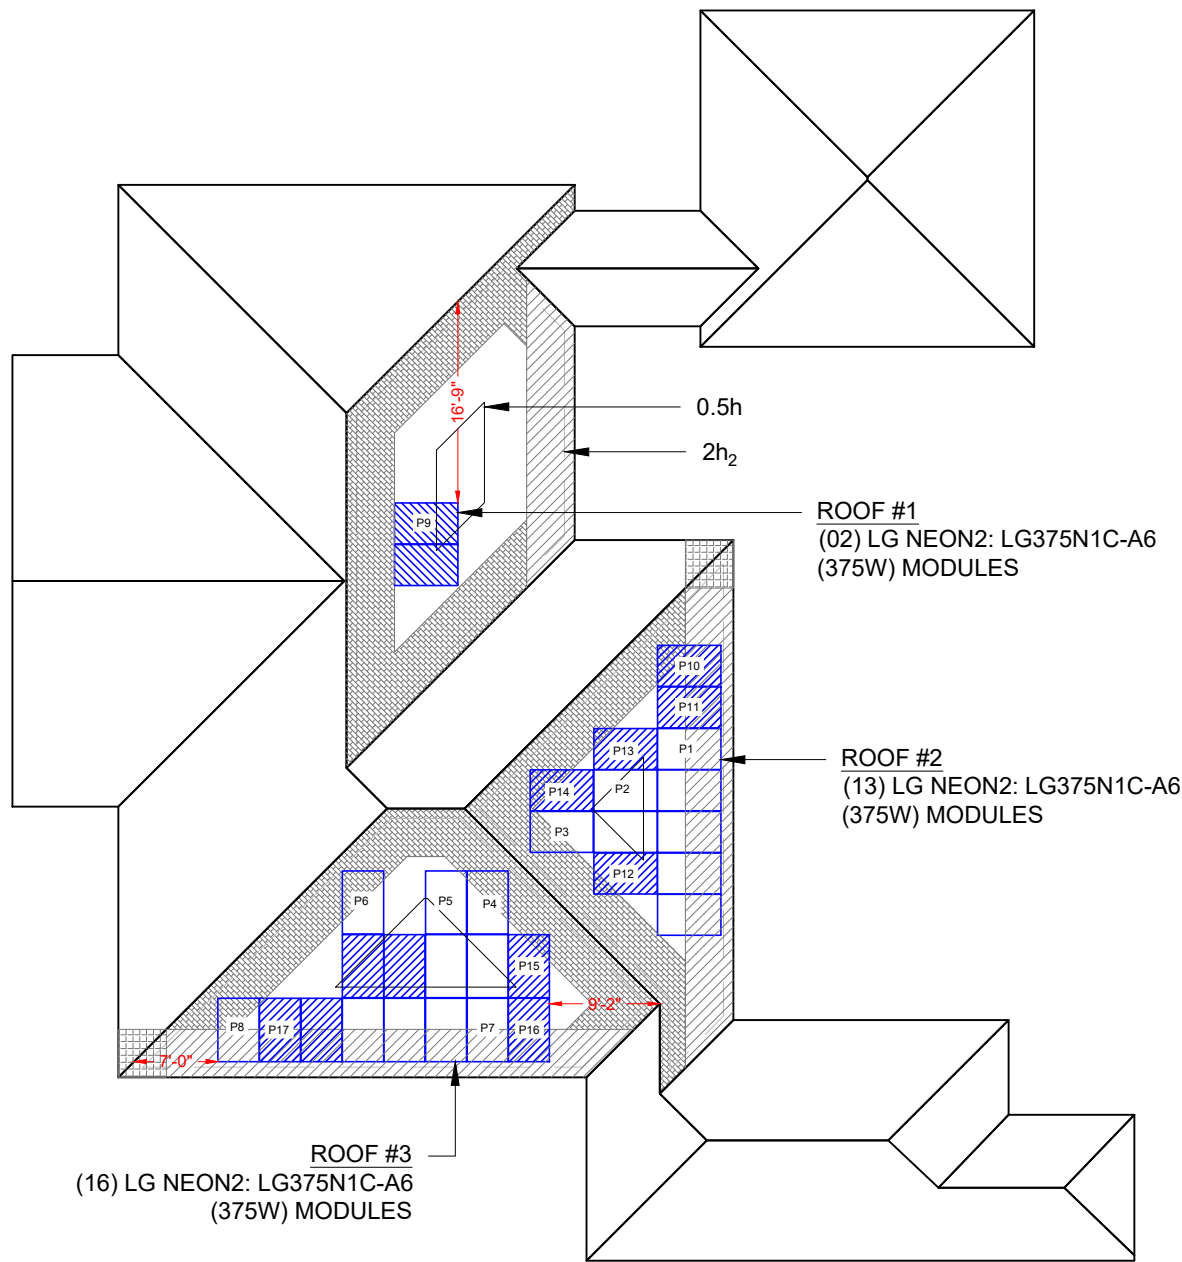 16'-9"
0.5h
2h₂
P9
ROOF #1
(02) LG NEON2: LG375N1C-A6
(375W) MODULES
P10
P11
P13
P1
ROOF #2
(13) LG NEON2: LG375N1C-A6
(375W) MODULES
P14
P2
P3
P12
P6
P5
P4
P15
9'-2"
P8
P17
P7
P16
7'-0"
ROOF #3
(16) LG NEON2: LG375N1C-A6
(375W) MODULES